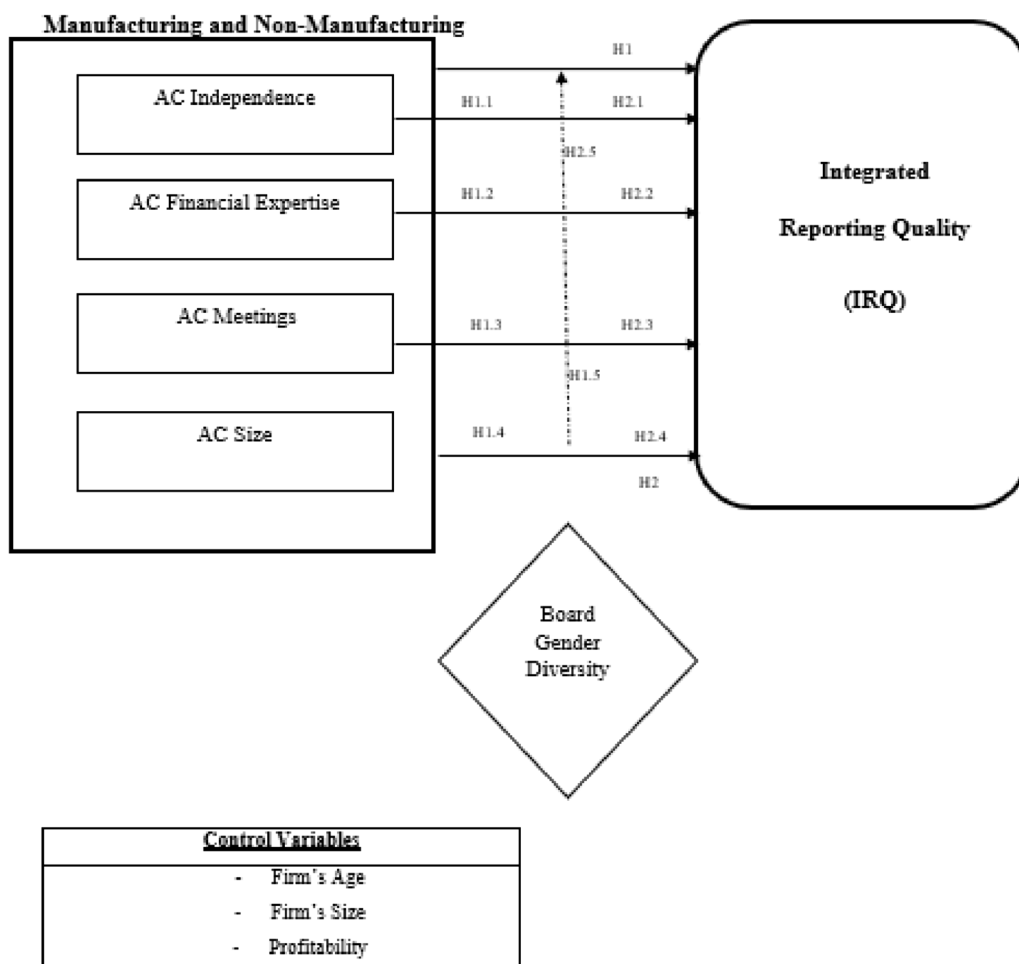 Manufacturing and Non-Manufacturing
H1
AC Independence
H1.1
H2.1
H2.5
AC Financial Expertise
H1.2
H2.2
Integrated
Reporting Quality
(IRQ)
AC Meetings
H1.3
H2.3
H1.5
AC Size
H1.4
H2.4
H2
Board
Gender
Diversity
Control Variables
- Firm's Age
- Firm's Size
- Profitability